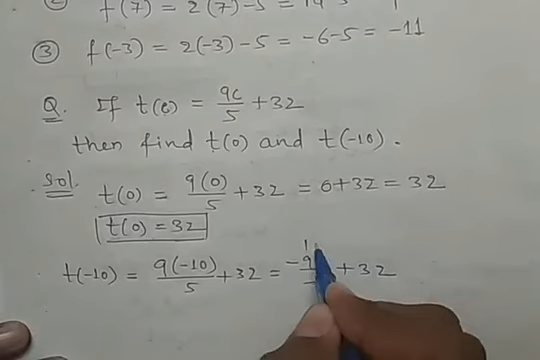 ② f(7) = 2(7)-5 =
③ f(-3) = 2(-3)-5 = -6-5 = -11
Q. If t(c) = 9c/5 + 32
then find t(0) and t(-10).
Sol. t(0) = 9(0)/5 + 32 = 0+32 = 32
t(0) = 32
t(-10) = 9(-10)/5 + 32 = -9 + 32